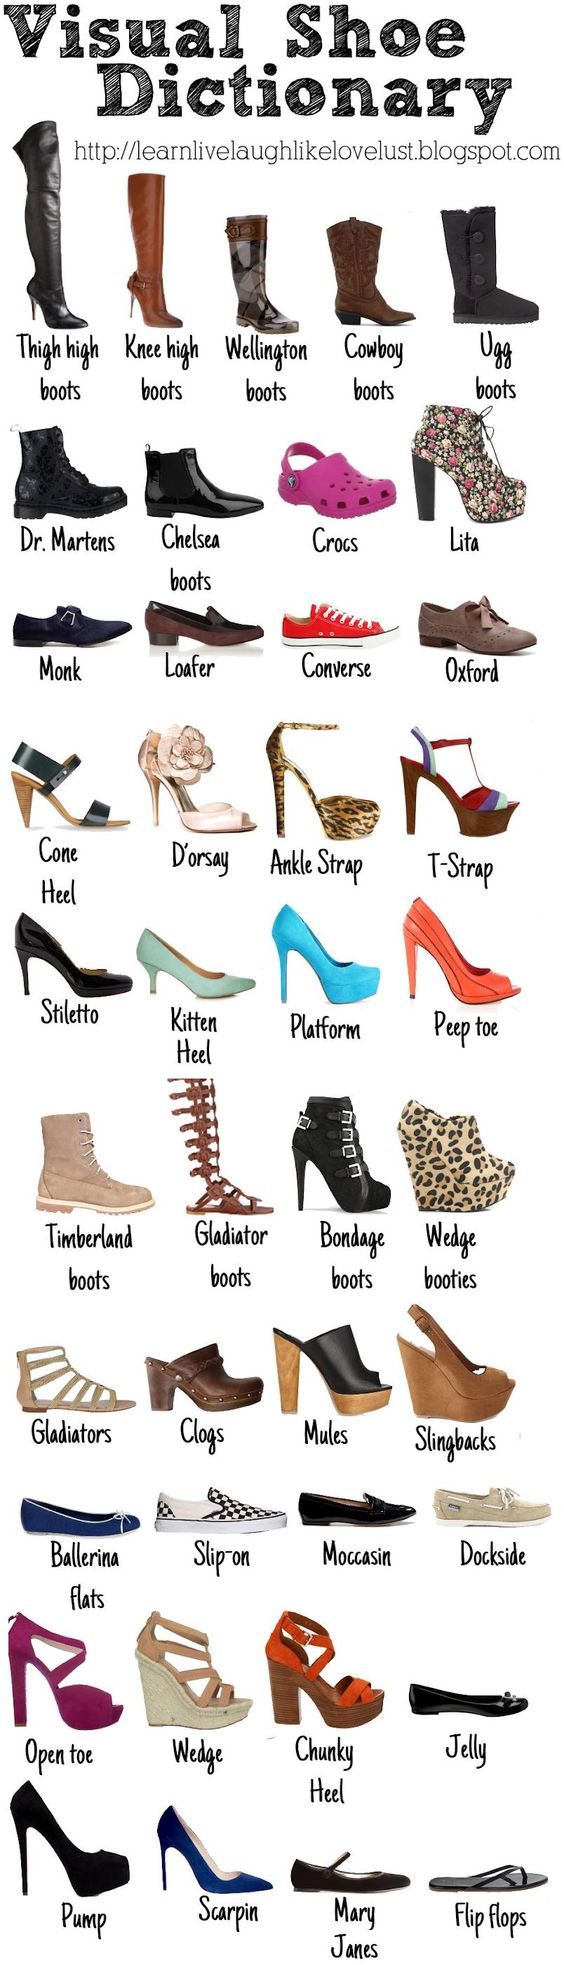 Visual Shoe
Dictionary
http://learnlivelaughlikelovelust.blogspot.com
Thigh high
boots
Knee high
boots
Wellington
boots
Cowboy
boots
Ugg
boots
Dr. Martens
Chelsea
boots
Crocs
Lita
Monk
Loafer
Converse
Oxford
Cone
Heel
D'orsay
Ankle Strap
T-Strap
Stiletto
Kitten
Heel
Platform
Peep toe
Timberland
boots
Gladiator
boots
Bondage
boots
Wedge
booties
Gladiators
Clogs
Mules
Slingbacks
Ballerina
flats
Slip-on
Moccasin
Dockside
Open toe
Wedge
Chunky
Heel
Jelly
Pump
Scarpin
Mary
Janes
Flip flops